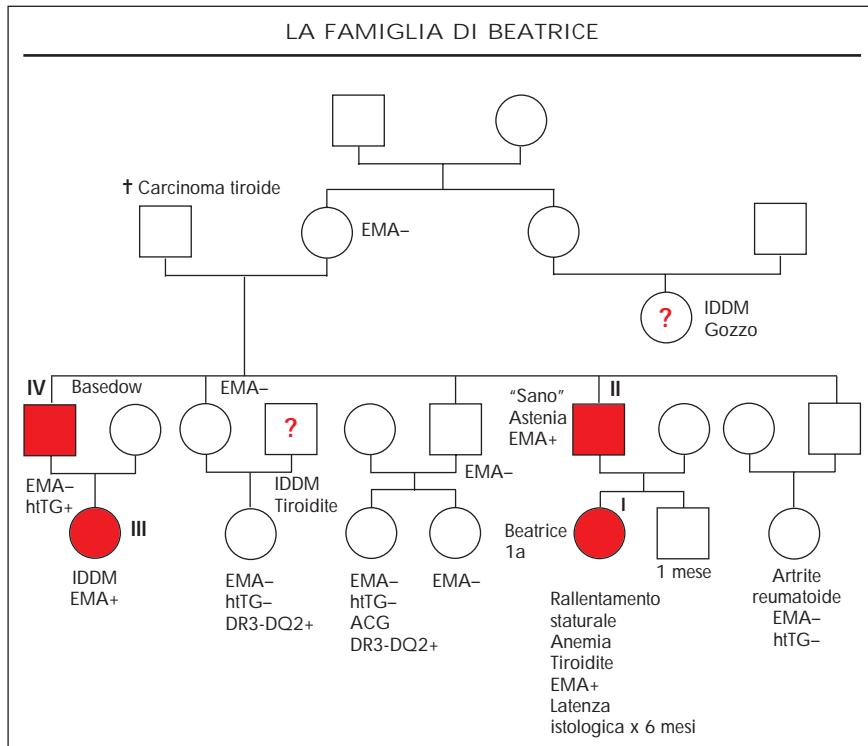 LA FAMIGLIA DI BEATRICE
† Carcinoma tiroide
EMA–
?
IDDM
Gozzo
IV
Basedow
EMA–
htTG+
III
IDDM
EMA+
EMA–
?
IDDM
Tiroidite
EMA–
htTG–
DR3-DQ2+
EMA–
EMA–
htTG–
ACG
DR3-DQ2+
EMA–
II
"Sano"
Astenia
EMA+
I
Beatrice
1a
Rallentamento
staturale
Anemia
Tiroidite
EMA+
Latenza
istologica x 6 mesi
1 mese
Artrite
reumatoide
EMA–
htTG–